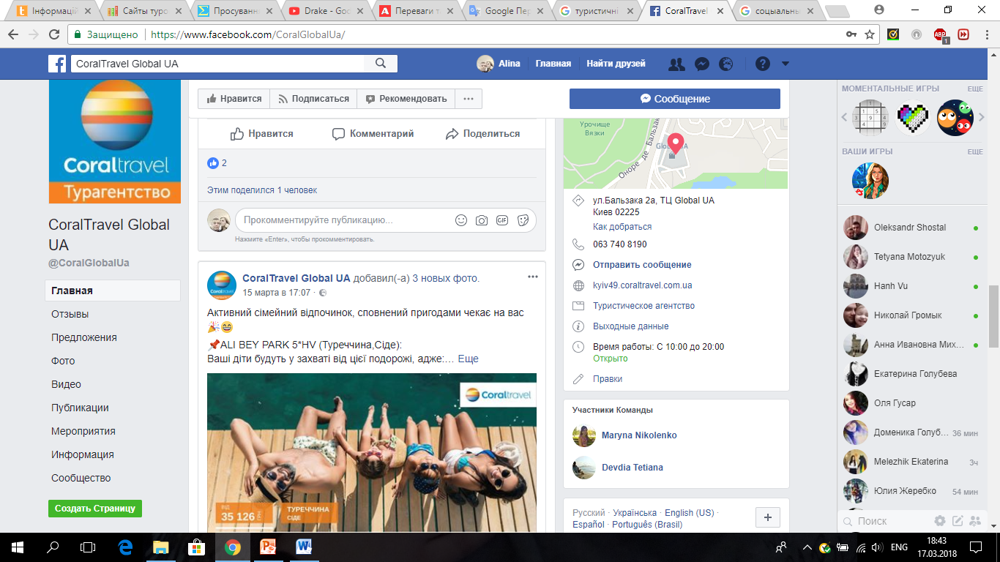 Інформацій
Сайты туро
Просуванн
Drake - God
Переваги т
Google Пер
туристичні
CoralTravel
соцыальны
Защищено
https://www.facebook.com/CoralGlobalUa/
CoralTravel Global UA
Alina
Главная
Найти друзей
Coraltravel
Турагентство
CoralTravel Global
UA
@CoralGlobalUa
Главная
Отзывы
Предложения
Фото
Видео
Публикации
Мероприятия
Информация
Сообщество
Создать Страницу
Нравится
Подписаться
Рекомендовать
Сообщение
Нравится
Комментарий
Поделиться
2
Этим поделился 1 человек
Прокомментируйте публикацию...
GIF
Нажмите «Enter», чтобы прокомментировать.
CoralTravel Global UA добавил(-а) 3 новых фото.
15 марта в 17:07 ·
Активний сімейний відпочинок, сповнений пригодами чекає на вас
🎉😄
📌ALI BEY PARK 5*HV (Туреччина,Сіде):
Ваші діти будуть у захваті від цієї подорожі, адже:… Еще
Coraltravel
ВІД
35 126 ГРН
ТУРЕЧЧИНА
СІДЕ
Урочище
Вязки
Оноре де Бальза
ул.Бальзака 2а, ТЦ Global UA
Киев 02225
Как добраться
063 740 8190
Отправить сообщение
kyiv49.coraltravel.com.ua
Туристическое агентство
Выходные данные
Время работы: С 10:00 до 20:00
Открыто
Правки
Участники Команды
Maryna Nikolenko
Devdia Tetiana
Русский · Українська · English (US) ·
Español · Português (Brasil)
МОМЕНТАЛЬНЫЕ ИГРЫ
ЕЩЕ
ВАШИ ИГРЫ
ЕЩЕ
Oleksandr Shostal
Tetyana Motozyuk
Hanh Vu
Николай Громык
Анна Ивановна Мих...
Екатерина Голубева
Оля Гусар
Доменика Голуб... 36 мин
Melezhik Ekaterina 3ч
Юлия Жеребко 54 мин
Поиск
ENG
18:43
17.03.2018